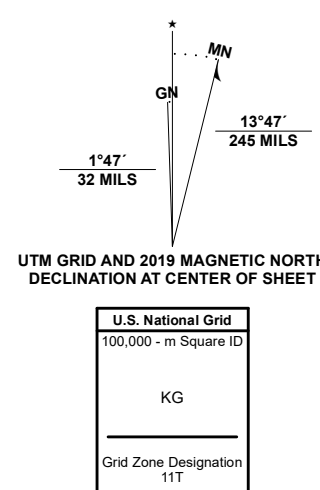 MN
GN
13°47´
245 MILS
1°47´
32 MILS
UTM GRID AND 2019 MAGNETIC NORTH
DECLINATION AT CENTER OF SHEET
U.S. National Grid
100,000 - m Square ID
KG
Grid Zone Designation
11T